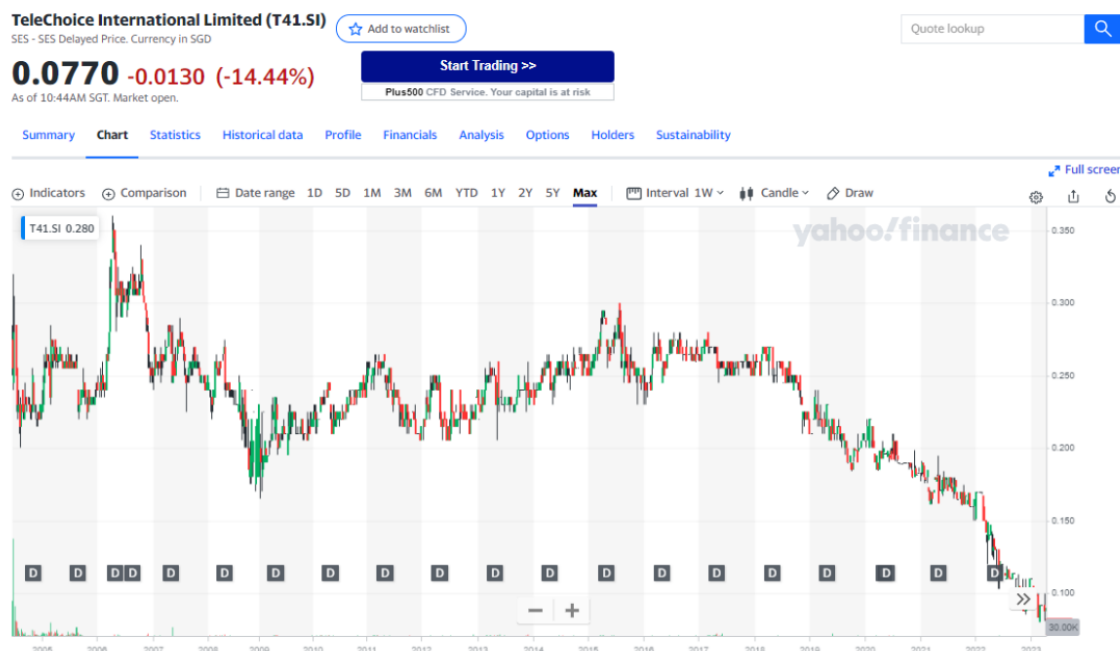 TeleChoice International Limited (T41.SI)
Add to watchlist
Quote lookup
SES - SES Delayed Price. Currency in SGD
0.0770 -0.0130 (-14.44%)
As of 10:44AM SGT. Market open.
Start Trading >>
Plus500 CFD Service. Your capital is at risk
Summary Chart Statistics Historical data Profile Financials Analysis Options Holders Sustainability
Full screen
Indicators Comparison Date range 1D 5D 1M 3M 6M YTD 1Y 2Y 5Y Max Interval 1W Candle Draw
T41.SI 0.280
yahoo!finance
0.350
0.300
0.250
0.200
0.150
D D D D D D D D D D D D D D D D D D D D
0.100
30.00K
2005 2006 2007 2008 2009 2010 2011 2012 2013 2014 2015 2016 2017 2018 2019 2020 2021 2022 2023